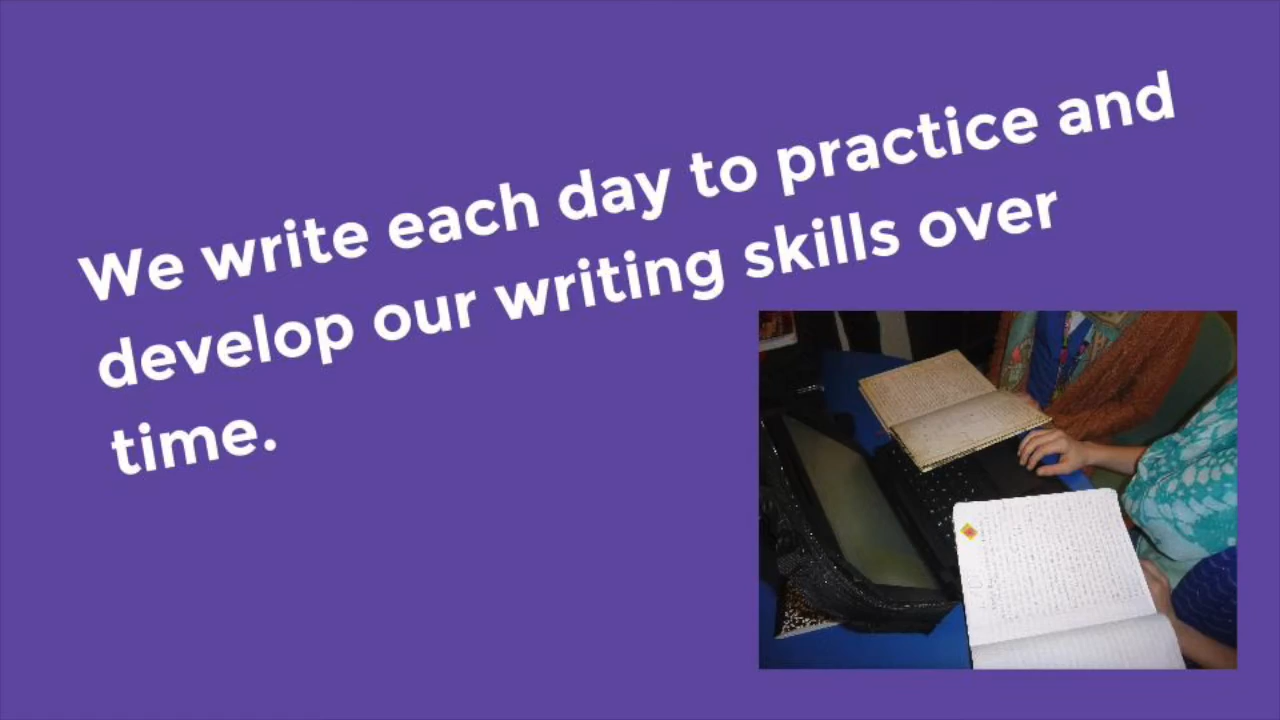 We write each day to practice and
develop our writing skills over
time.